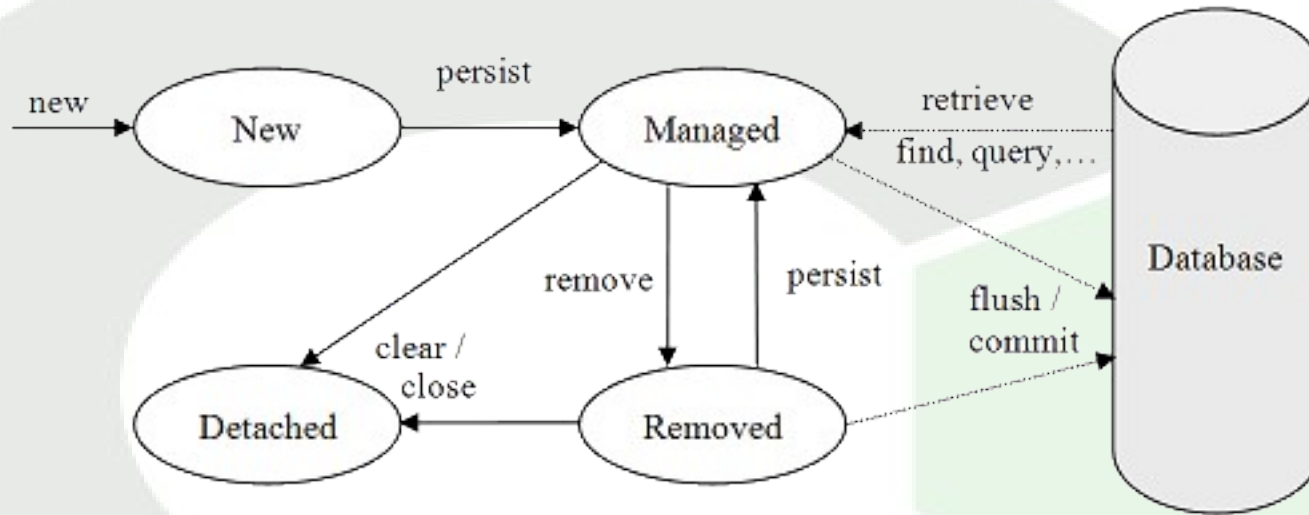 new
New
persist
Managed
retrieve
find, query,...
Database
remove
persist
flush /
commit
clear /
close
Detached
Removed